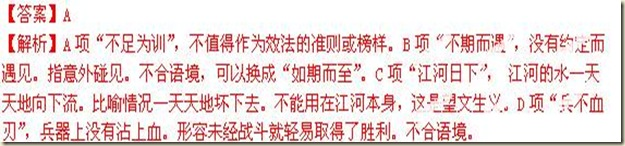 【答案】A
【解析】A项“不足为训”，不值得作为效法的准则或榜样。B项“不期而遇”，没有约定而
遇见。指意外碰见。不合语境，可以换成“如期而至”。C项“江河日下”， 江河的水一天
天地向下流。比喻情况一天天地坏下去。不能用在江河本身，这是望文生义。D项“兵不血
刃”，兵器上没有沾上血。形容未经战斗就轻易取得了胜利。不合语境。